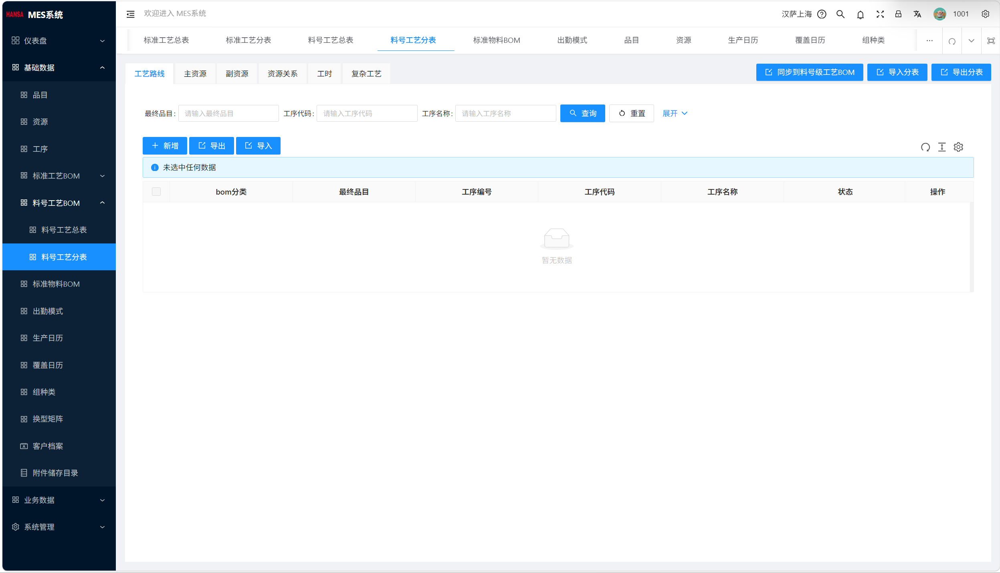 HANSA MES系统
欢迎进入 MES系统
汉萨上海
1001
仪表盘
基础数据
品目
资源
工序
标准工艺BOM
料号工艺BOM
料号工艺总表
料号工艺分表
标准物料BOM
出勤模式
生产日历
覆盖日历
组种类
换型矩阵
客户档案
附件储存目录
业务数据
系统管理
标准工艺总表 标准工艺分表 料号工艺总表 料号工艺分表 标准物料BOM 出勤模式 品目 资源 生产日历 覆盖日历 组种类 ···
工艺路线 主资源 副资源 资源关系 工时 复杂工艺
同步到料号级工艺BOM 导入分表 导出分表
最终品目: 请输入最终品目 工序代码: 请输入工序代码 工序名称: 请输入工序名称 查询 重置 展开
新增 导出 导入
未选中任何数据
bom分类 最终品目 工序编号 工序代码 工序名称 状态 操作
暂无数据